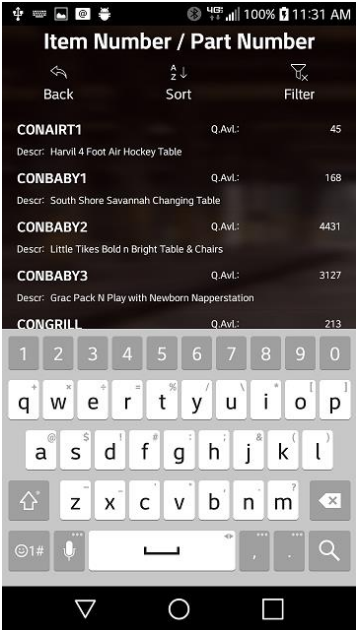 4G 100% 11:31 AM
Item Number / Part Number
Back Sort Filter
CONAIRT1 Q.Avl.: 45
Descr: Harvil 4 Foot Air Hockey Table
CONBABY1 Q.Avl.: 168
Descr: South Shore Savannah Changing Table
CONBABY2 Q.Avl.: 4431
Descr: Little Tikes Bold n Bright Table & Chairs
CONBABY3 Q.Avl.: 3127
Descr: Grac Pack N Play with Newborn Napperstation
CONGRILL Q.Avl.: 213
1 2 3 4 5 6 7 8 9 0
q w e r t y u i o p
a s d f g h j k l
z x c v b n m
1# , .